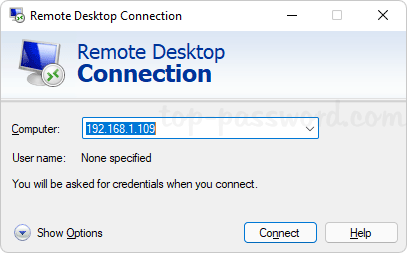 Remote Desktop Connection
Remote Desktop
Connection
Computer: 192.168.1.109
top-password.com
User name: None specified
You will be asked for credentials when you connect.
Show Options Connect Help